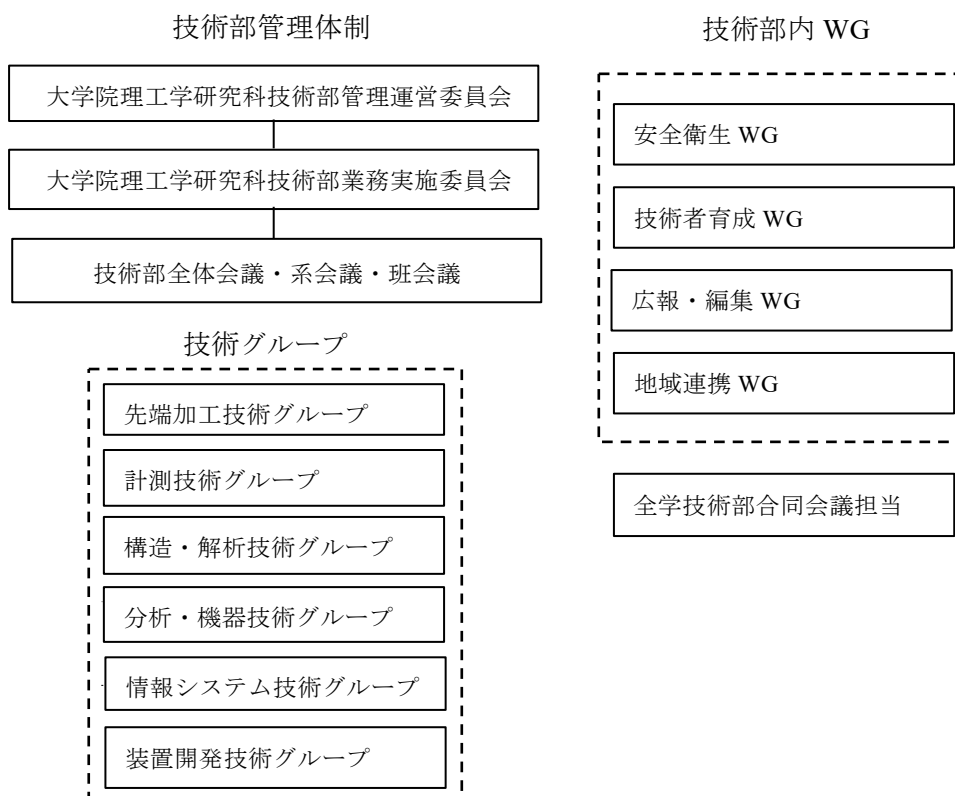 技術部管理体制
大学院理工学研究科技術部管理運営委員会
大学院理工学研究科技術部業務実施委員会
技術部全体会議・系会議・班会議
技術グループ
先端加工技術グループ
計測技術グループ
構造・解析技術グループ
分析・機器技術グループ
情報システム技術グループ
装置開発技術グループ
技術部内 WG
安全衛生 WG
技術者育成 WG
広報・編集 WG
地域連携 WG
全学技術部合同会議担当